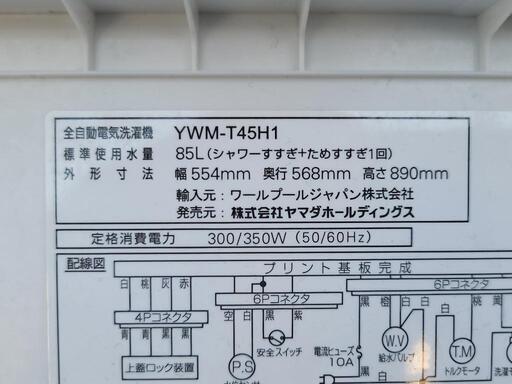 全自動電気洗濯機 YWM-T45H1
標準使用水量 85L(シャワーすすぎ+ためすすぎ1回)
外形寸法 幅554mm 奥行568mm 高さ890mm
輸入元:ワールプールジャパン株式会社
発売元:株式会社ヤマダホールディングス
定格消費電力 300/350W (50/60Hz)
配線図
プリント基板完成
白 桃 灰 赤
空 白 黒 紫
黒 橙 白 白 桃
6Pコネクタ
6Pコネクタ
4Pコネクタ
青 青 黒 黒
上蓋ロック装置
P.S
安全スイッチ
電流ヒューズ
10A
W.V
給水バルブ
T.M
トルクモータ